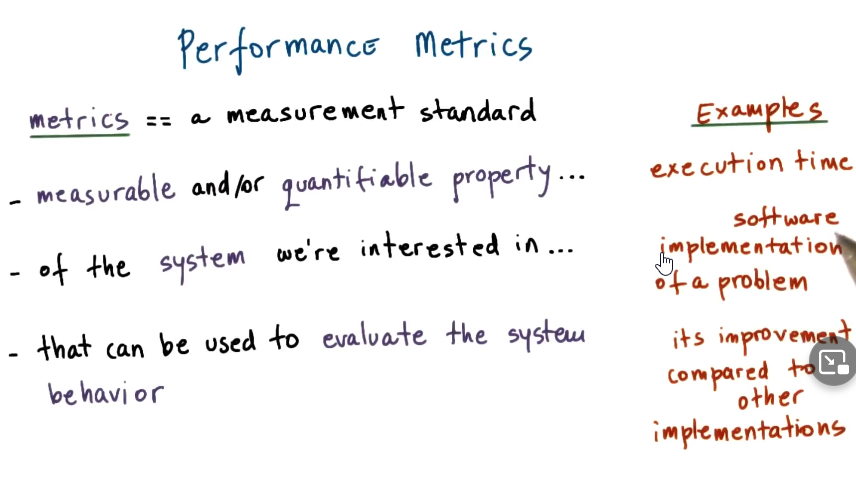 Performance Metrics
metrics == a measurement standard
- measurable and/or quantifiable property...
- of the system we're interested in...
- that can be used to evaluate the system
behavior
Examples
execution time
software
implementation
of a problem
its improvement
compared to
other
implementations